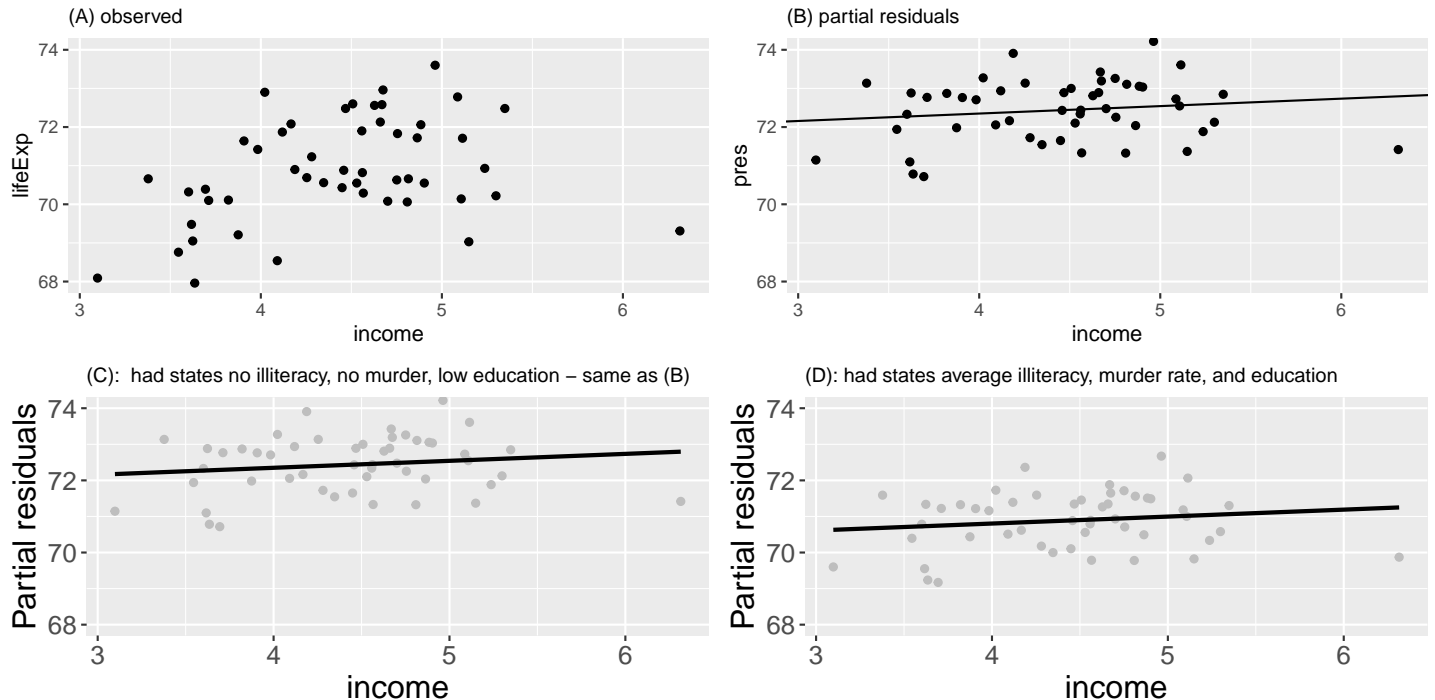 (A) observed
74
72
70
68
lifeExp
3
4
5
6
income
(B) partial residuals
74
72
70
68
pres
3
4
5
6
income
(C):  had states no illiteracy, no murder, low education – same as (B)
74
72
70
68
Partial residuals
3
4
5
6
income
(D): had states average illiteracy, murder rate, and education
74
72
70
68
Partial residuals
3
4
5
6
income